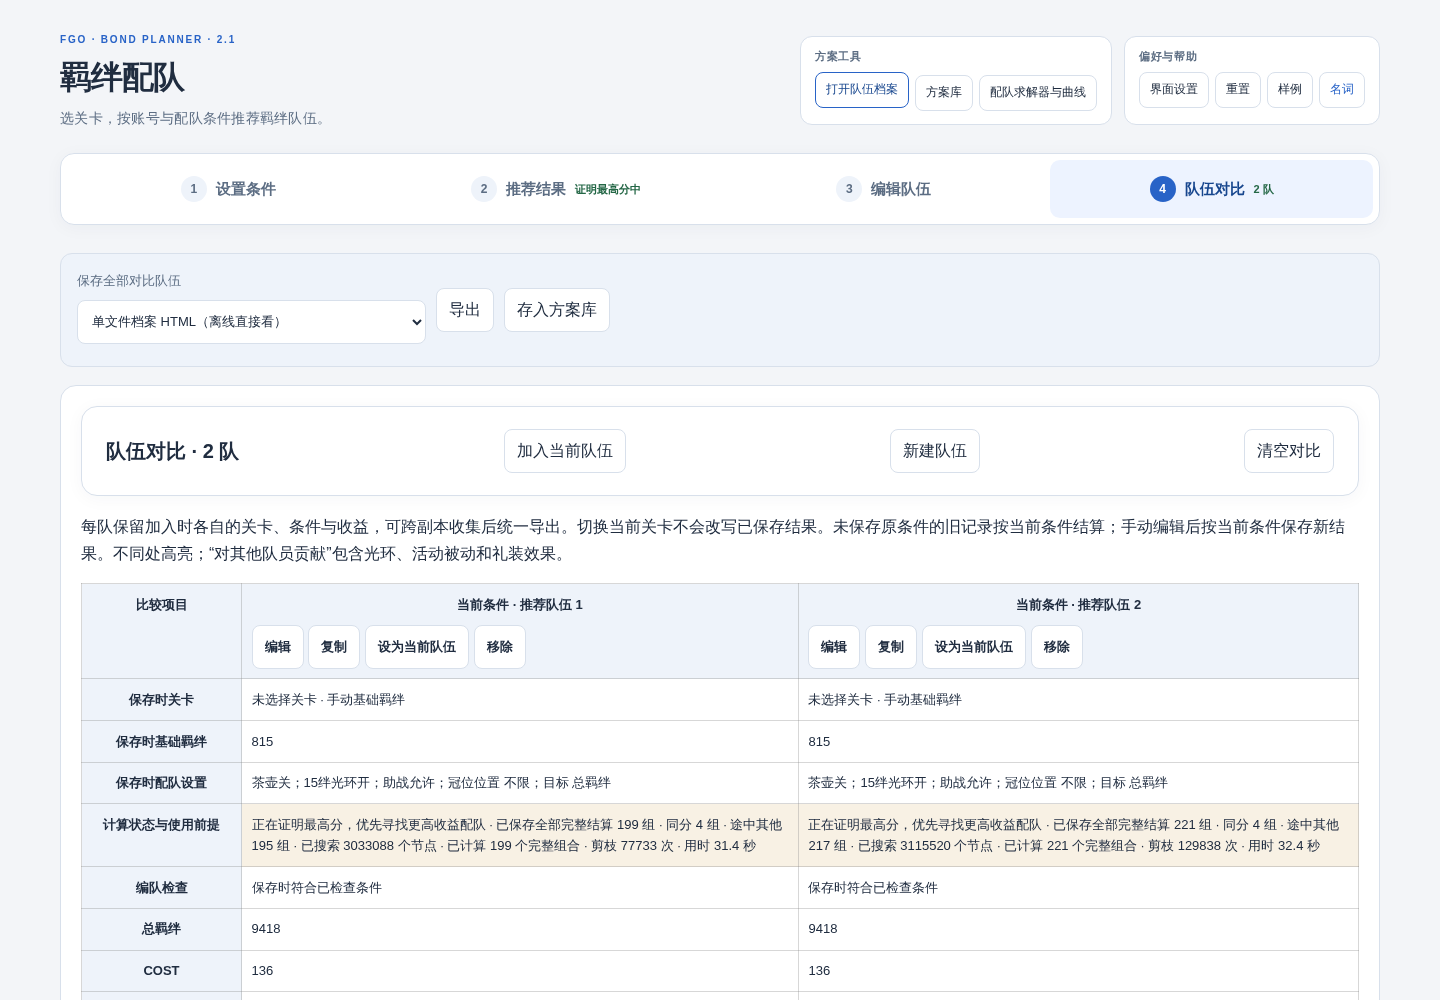 FGO · BOND PLANNER · 2.1
羁绊配队
选关卡，按账号与配队条件推荐羁绊队伍。
方案工具
打开队伍档案 方案库 配队求解器与曲线
偏好与帮助
界面设置 重置 样例 名词
1 设置条件
2 推荐结果 证明最高分中
3 编辑队伍
4 队伍对比 2 队
保存全部对比队伍
单文件档案 HTML（离线直接看） 导出 存入方案库
队伍对比 · 2 队 加入当前队伍 新建队伍 清空对比
每队保留加入时各自的关卡、条件与收益，可跨副本收集后统一导出。切换当前关卡不会改写已保存结果。未保存原条件的旧记录按当前条件结算；手动编辑后按当前条件保存新结
果。不同处高亮；“对其他队员贡献”包含光环、活动被动和礼装效果。
比较项目 当前条件 · 推荐队伍 1 当前条件 · 推荐队伍 2
编辑 复制 设为当前队伍 移除 编辑 复制 设为当前队伍 移除
保存时关卡 未选择关卡 · 手动基础羁绊 未选择关卡 · 手动基础羁绊
保存时基础羁绊 815 815
保存时配队设置 茶壶关；15绊光环开；助战允许；冠位位置 不限；目标 总羁绊 茶壶关；15绊光环开；助战允许；冠位位置 不限；目标 总羁绊
计算状态与使用前提 正在证明最高分，优先寻找更高收益配队 · 已保存全部完整结算 199 组 · 同分 4 组 · 途中其他 正在证明最高分，优先寻找更高收益配队 · 已保存全部完整结算 221 组 · 同分 4 组 · 途中其他
195 组 · 已搜索 3033088 个节点 · 已计算 199 个完整组合 · 剪枝 77733 次 · 用时 31.4 秒 217 组 · 已搜索 3115520 个节点 · 已计算 221 个完整组合 · 剪枝 129838 次 · 用时 32.4 秒
编队检查 保存时符合已检查条件 保存时符合已检查条件
总羁绊 9418 9418
COST 136 136